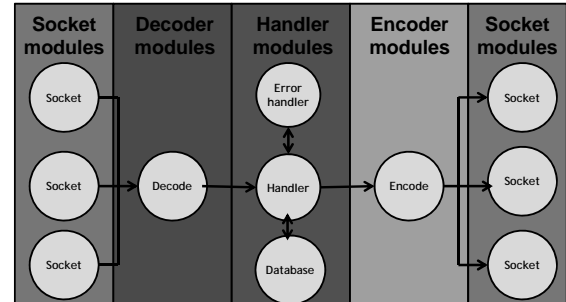 Socket modules
Decoder modules
Handler modules
Encoder modules
Socket modules
Socket
Error handler
Socket
Socket
Decode
Handler
Encode
Socket
Socket
Database
Socket